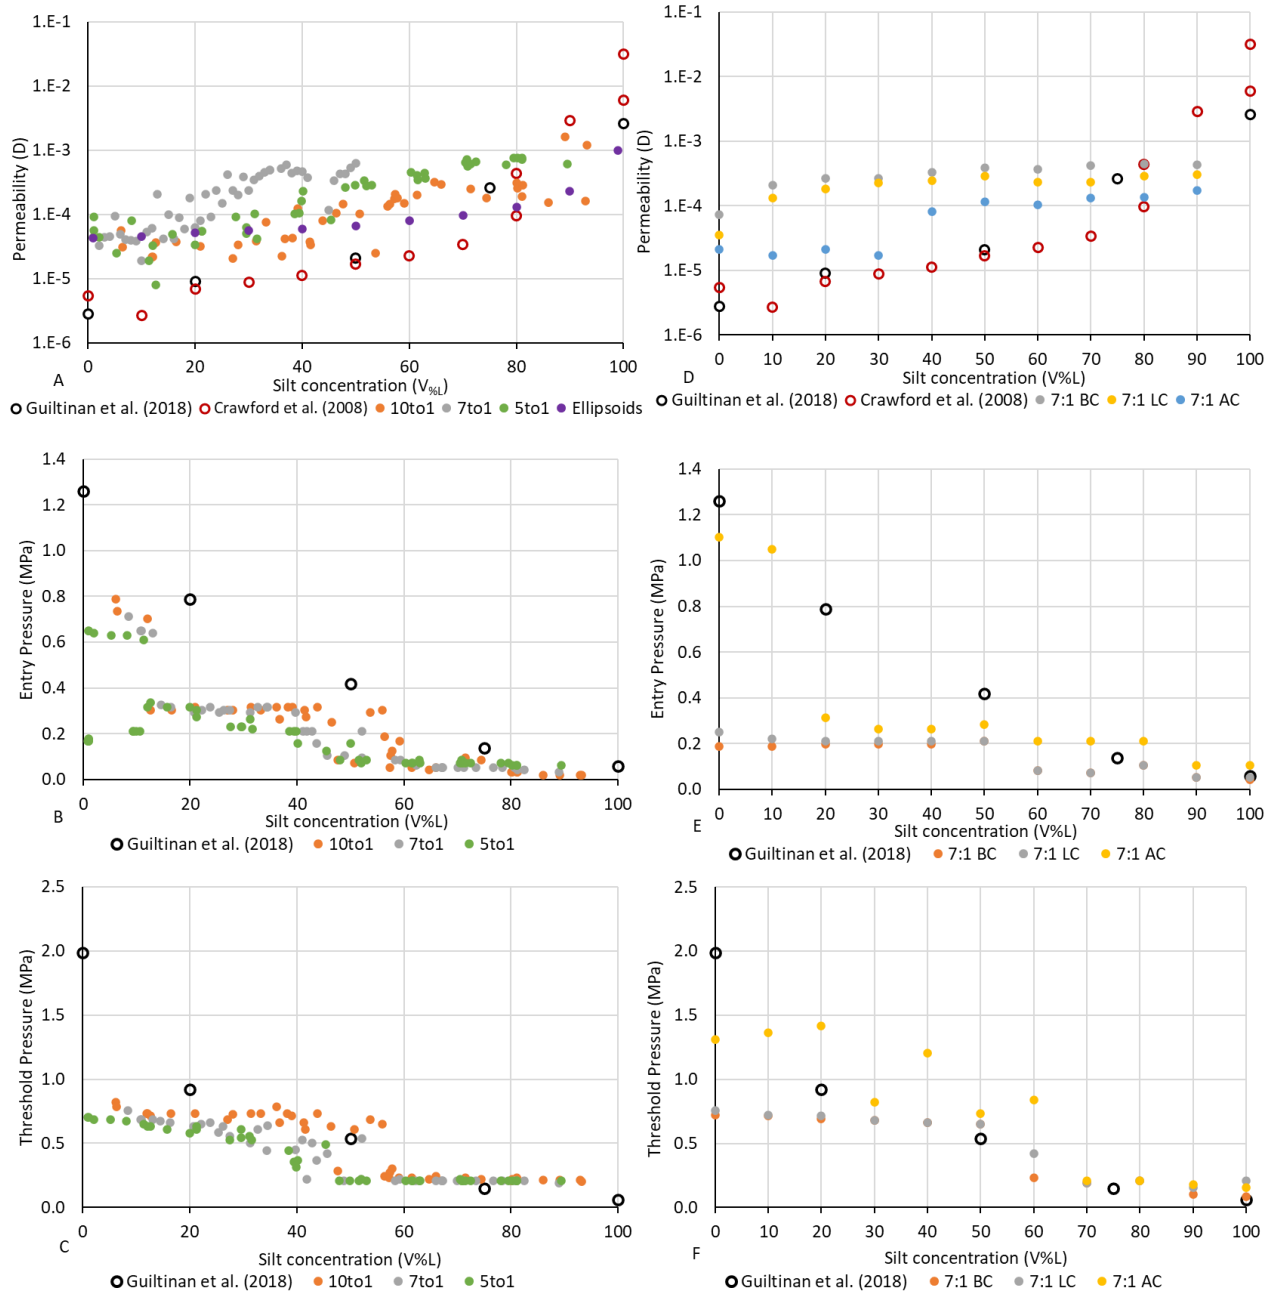 1.E-1
1.E-2
1.E-3
1.E-4
1.E-5
1.E-6
Permeability (D)
0 20 40 60 80 100
A
Silt concentration (V%L)
Guiltinan et al. (2018) Crawford et al. (2008) 10to1 7to1 5to1 Ellipsoids
1.E-1
1.E-2
1.E-3
1.E-4
1.E-5
1.E-6
Permeability (D)
0 10 20 30 40 50 60 70 80 90 100
D
Silt concentration (V%L)
Guiltinan et al. (2018) Crawford et al. (2008) 7:1 BC 7:1 LC 7:1 AC
1.4
1.2
1.0
0.8
0.6
0.4
0.2
0.0
Entry Pressure (MPa)
0 20 40 60 80 100
B
Silt concentration (V%L)
Guiltinan et al. (2018) 10to1 7to1 5to1
1.4
1.2
1.0
0.8
0.6
0.4
0.2
0.0
Entry Pressure (MPa)
0 10 20 30 40 50 60 70 80 90 100
E
Silt concentration (V%L)
Guiltinan et al. (2018) 7:1 BC 7:1 LC 7:1 AC
2.5
2.0
1.5
1.0
0.5
0.0
Threshold Pressure (MPa)
0 20 40 60 80 100
C
Silt concentration (V%L)
Guiltinan et al. (2018) 10to1 7to1 5to1
2.5
2.0
1.5
1.0
0.5
0.0
Threshold Pressure (MPa)
0 10 20 30 40 50 60 70 80 90 100
F
Silt concentration (V%L)
Guiltinan et al. (2018) 7:1 BC 7:1 LC 7:1 AC